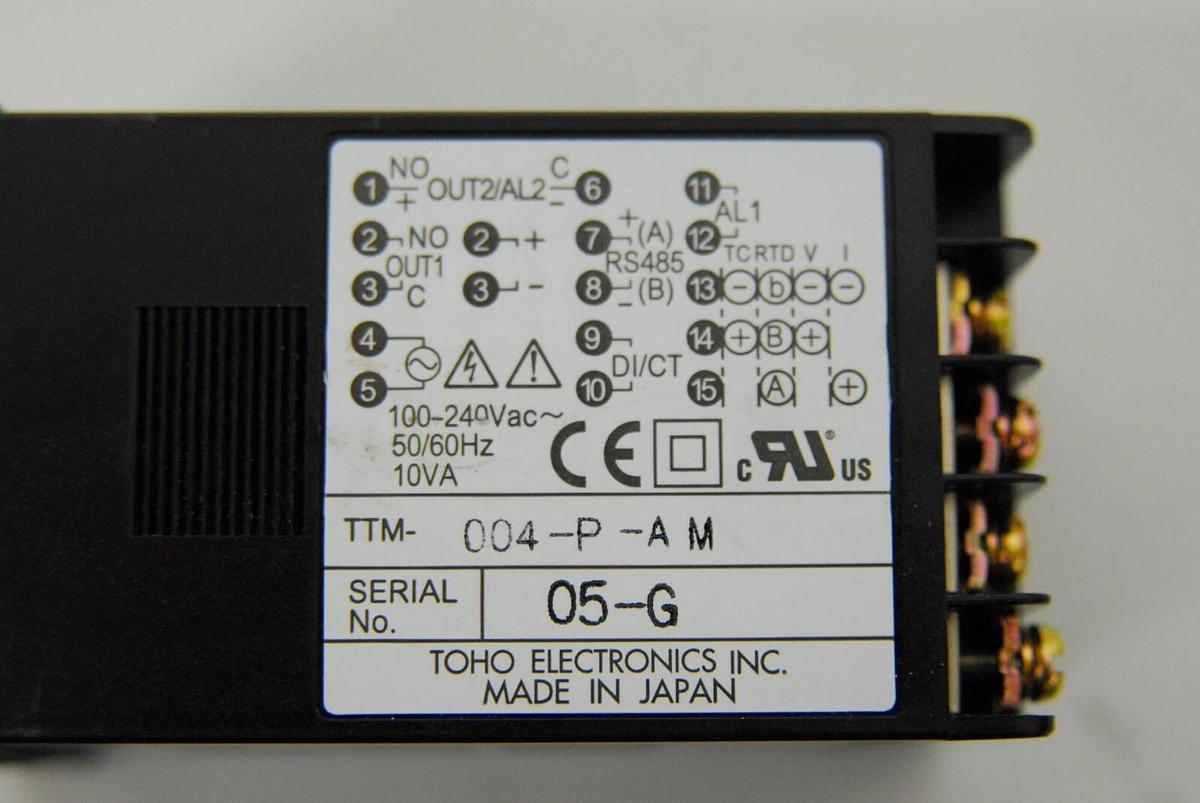 NO C
1 + OUT2/AL2 - 6 11
AL1
2 NO 2 + 7 + (A) 12
OUT1 RS485 TC RTD V I
3 C 3 - 8 - (B) 13 - b - -
4 9 14 + B +
DI/CT
5 ~ 10 15 A +
100-240Vac~
50/60Hz
10VA
CE c RU® US
TTM- 004-P-AM
SERIAL No. 05-G
TOHO ELECTRONICS INC.
MADE IN JAPAN